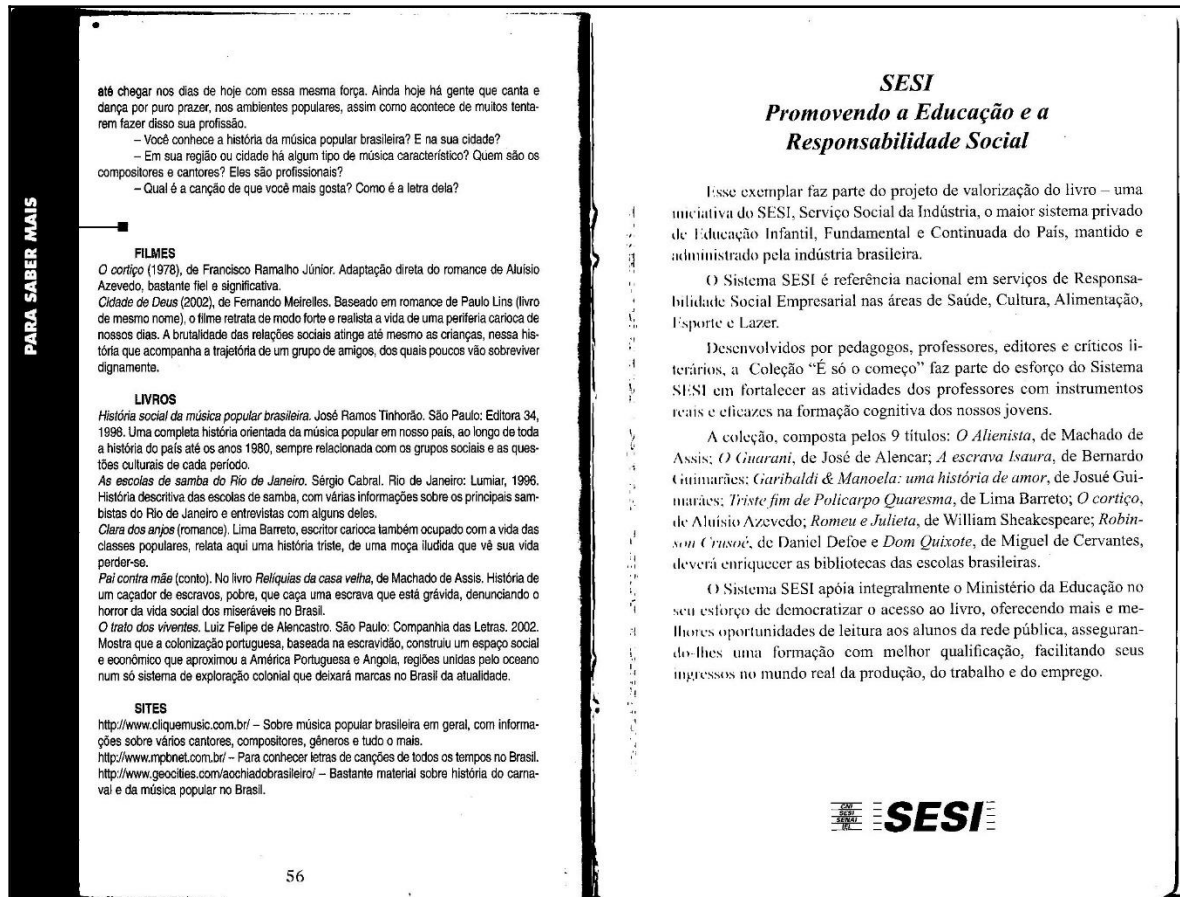 PARA SABER MAIS
até chegar nos dias de hoje com essa mesma força. Ainda hoje há gente que canta e
dança por puro prazer, nos ambientes populares, assim como acontece de muitos tenta-
rem fazer disso sua profissão.
– Você conhece a história da música popular brasileira? E na sua cidade?
– Em sua região ou cidade há algum tipo de música característico? Quem são os
compositores e cantores? Eles são profissionais?
– Qual é a canção de que você mais gosta? Como é a letra dela?
FILMES
O cortiço (1978), de Francisco Ramalho Júnior. Adaptação direta do romance de Aluísio
Azevedo, bastante fiel e significativa.
Cidade de Deus (2002), de Fernando Meirelles. Baseado em romance de Paulo Lins (livro
de mesmo nome), o filme retrata de modo forte e realista a vida de uma periferia carioca de
nossos dias. A brutalidade das relações sociais atinge até mesmo as crianças, nessa his-
tória que acompanha a trajetória de um grupo de amigos, dos quais poucos vão sobreviver
dignamente.
LIVROS
História social da música popular brasileira. José Ramos Tinhorão. São Paulo: Editora 34,
1998. Uma completa história orientada da música popular em nosso país, ao longo de toda
a história do país até os anos 1980, sempre relacionada com os grupos sociais e as ques-
tões culturais de cada período.
As escolas de samba do Rio de Janeiro. Sérgio Cabral. Rio de Janeiro: Lumiar, 1996.
História descritiva das escolas de samba, com várias informações sobre os principais sam-
bistas do Rio de Janeiro e entrevistas com alguns deles.
Clara dos anjos (romance). Lima Barreto, escritor carioca também ocupado com a vida das
classes populares, relata aqui uma história triste, de uma moça iludida que vê sua vida
perder-se.
Pai contra mãe (conto). No livro Relíquias da casa velha, de Machado de Assis. História de
um caçador de escravos, pobre, que caça uma escrava que está grávida, denunciando o
horror da vida social dos miseráveis no Brasil.
O trato dos viventes. Luiz Felipe de Alencastro. São Paulo: Companhia das Letras. 2002.
Mostra que a colonização portuguesa, baseada na escravidão, construiu um espaço social
e econômico que aproximou a América Portuguesa e Angola, regiões unidas pelo oceano
num só sistema de exploração colonial que deixará marcas no Brasil da atualidade.
SITES
http://www.cliquemusic.com.br/ – Sobre música popular brasileira em geral, com informa-
ções sobre vários cantores, compositores, gêneros e tudo o mais.
http://www.mpbnet.com.br/ – Para conhecer letras de canções de todos os tempos no Brasil.
http://www.geocities.com/aochiadobrasileiro/ – Bastante material sobre história do carna-
val e da música popular no Brasil.
56
SESI
Promovendo a Educação e a
Responsabilidade Social
Esse exemplar faz parte do projeto de valorização do livro – uma
iniciativa do SESI, Serviço Social da Indústria, o maior sistema privado
de Educação Infantil, Fundamental e Continuada do País, mantido e
administrado pela indústria brasileira.
O Sistema SESI é referência nacional em serviços de Responsa-
bilidade Social Empresarial nas áreas de Saúde, Cultura, Alimentação,
Esporte e Lazer.
Desenvolvidos por pedagogos, professores, editores e críticos li-
terários, a Coleção “É só o começo” faz parte do esforço do Sistema
SESI em fortalecer as atividades dos professores com instrumentos
reais e eficazes na formação cognitiva dos nossos jovens.
A coleção, composta pelos 9 títulos: O Alienista, de Machado de
Assis; O Guarani, de José de Alencar; A escrava Isaura, de Bernardo
Guimarães; Garibaldi & Manoela: uma história de amor, de Josué Gui-
marães; Triste fim de Policarpo Quaresma, de Lima Barreto; O cortiço,
de Aluísio Azevedo; Romeu e Julieta, de William Sheakespeare; Robin-
son Crusoé, de Daniel Defoe e Dom Quixote, de Miguel de Cervantes,
deverá enriquecer as bibliotecas das escolas brasileiras.
O Sistema SESI apóia integralmente o Ministério da Educação no
seu esforço de democratizar o acesso ao livro, oferecendo mais e me-
lhores oportunidades de leitura aos alunos da rede pública, asseguran-
do-lhes uma formação com melhor qualificação, facilitando seus
ingressos no mundo real da produção, do trabalho e do emprego.
CNI
SESI
SENAI
IEL
SESI